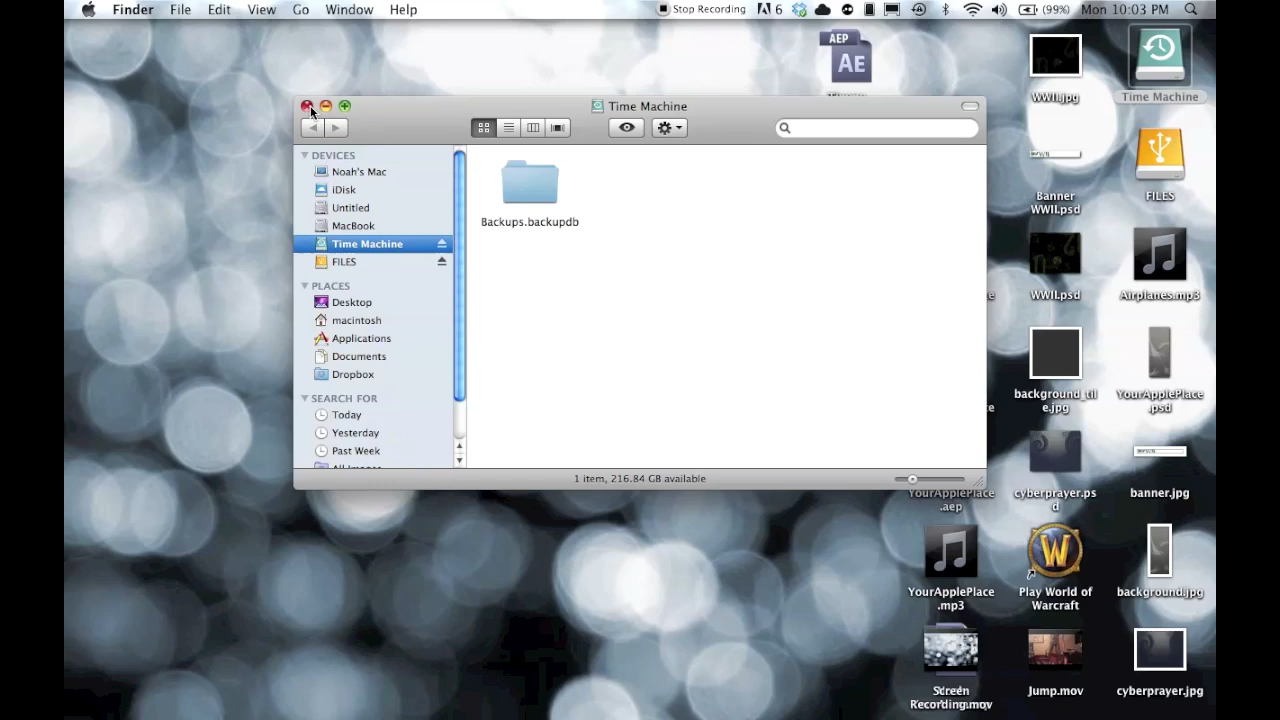 Finder File Edit View Go Window Help
Stop Recording 6 (99%) Mon 10:03 PM
AEP
AE
WWII.jpg
Time Machine
Time Machine
DEVICES
Noah's Mac
iDisk
Untitled
MacBook
Time Machine
FILES
PLACES
Desktop
macintosh
Applications
Documents
Dropbox
SEARCH FOR
Today
Yesterday
Past Week
All Images
Backups.backupdb
1 item, 216.84 GB available
Banner
WWII.psd
FILES
WWII.psd
Airplanes.mp3
background_til
e.jpg
YourApplePlace
.psd
YourApplePlace
.aep
cyberprayer.ps
d
banner.jpg
YourApplePlace
.mp3
Play World of
Warcraft
background.jpg
Screen
Recording.mov
Jump.mov
cyberprayer.jpg